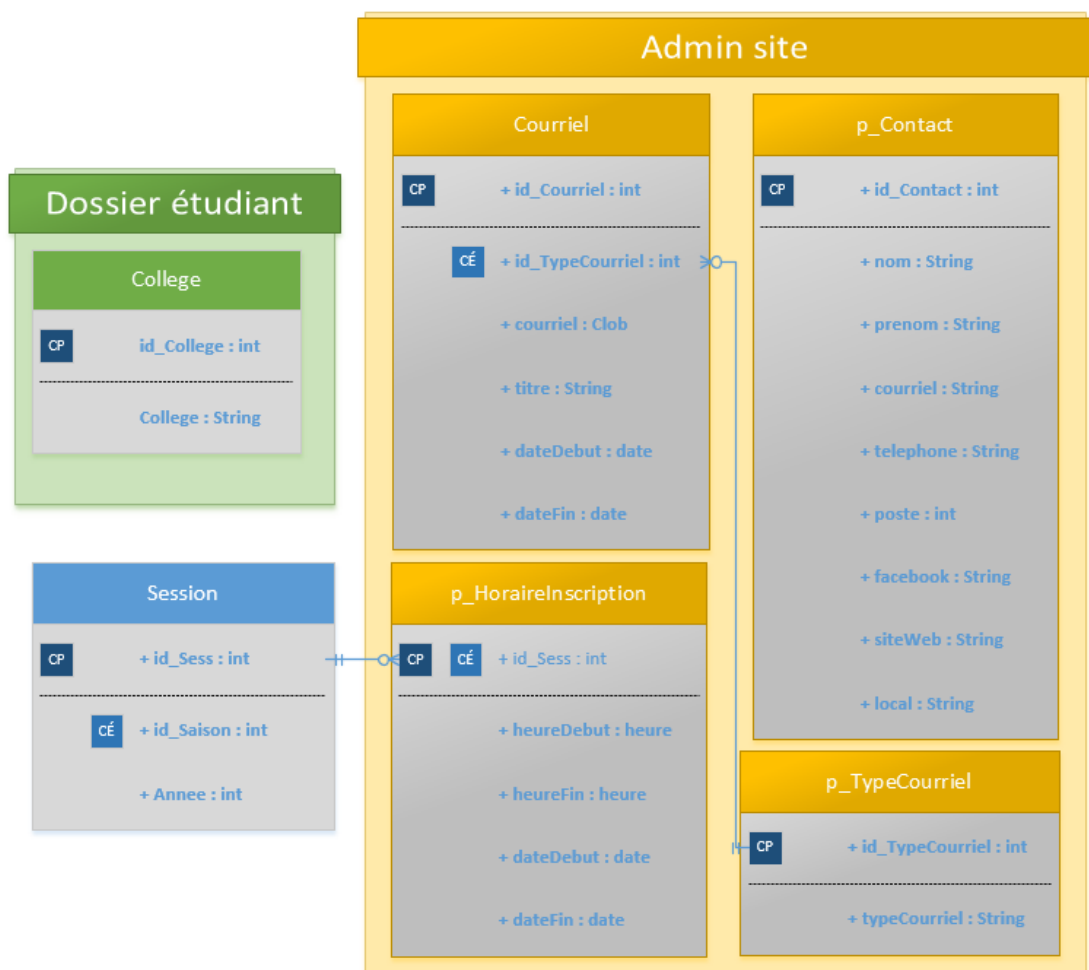 Admin site
Courriel
CP
+ id_Courriel : int
CÉ
+ id_TypeCourriel : int
+ courriel : Clob
+ titre : String
+ dateDebut : date
+ dateFin : date
p_Contact
CP
+ id_Contact : int
+ nom : String
+ prenom : String
+ courriel : String
+ telephone : String
+ poste : int
+ facebook : String
+ siteWeb : String
+ local : String
Dossier étudiant
College
CP
id_College : int
College : String
Session
CP
+ id_Sess : int
CÉ
+ id_Saison : int
+ Annee : int
p_HoraireInscription
CP
CÉ
+ id_Sess : int
+ heureDebut : heure
+ heureFin : heure
+ dateDebut : date
+ dateFin : date
p_TypeCourriel
CP
+ id_TypeCourriel : int
+ typeCourriel : String